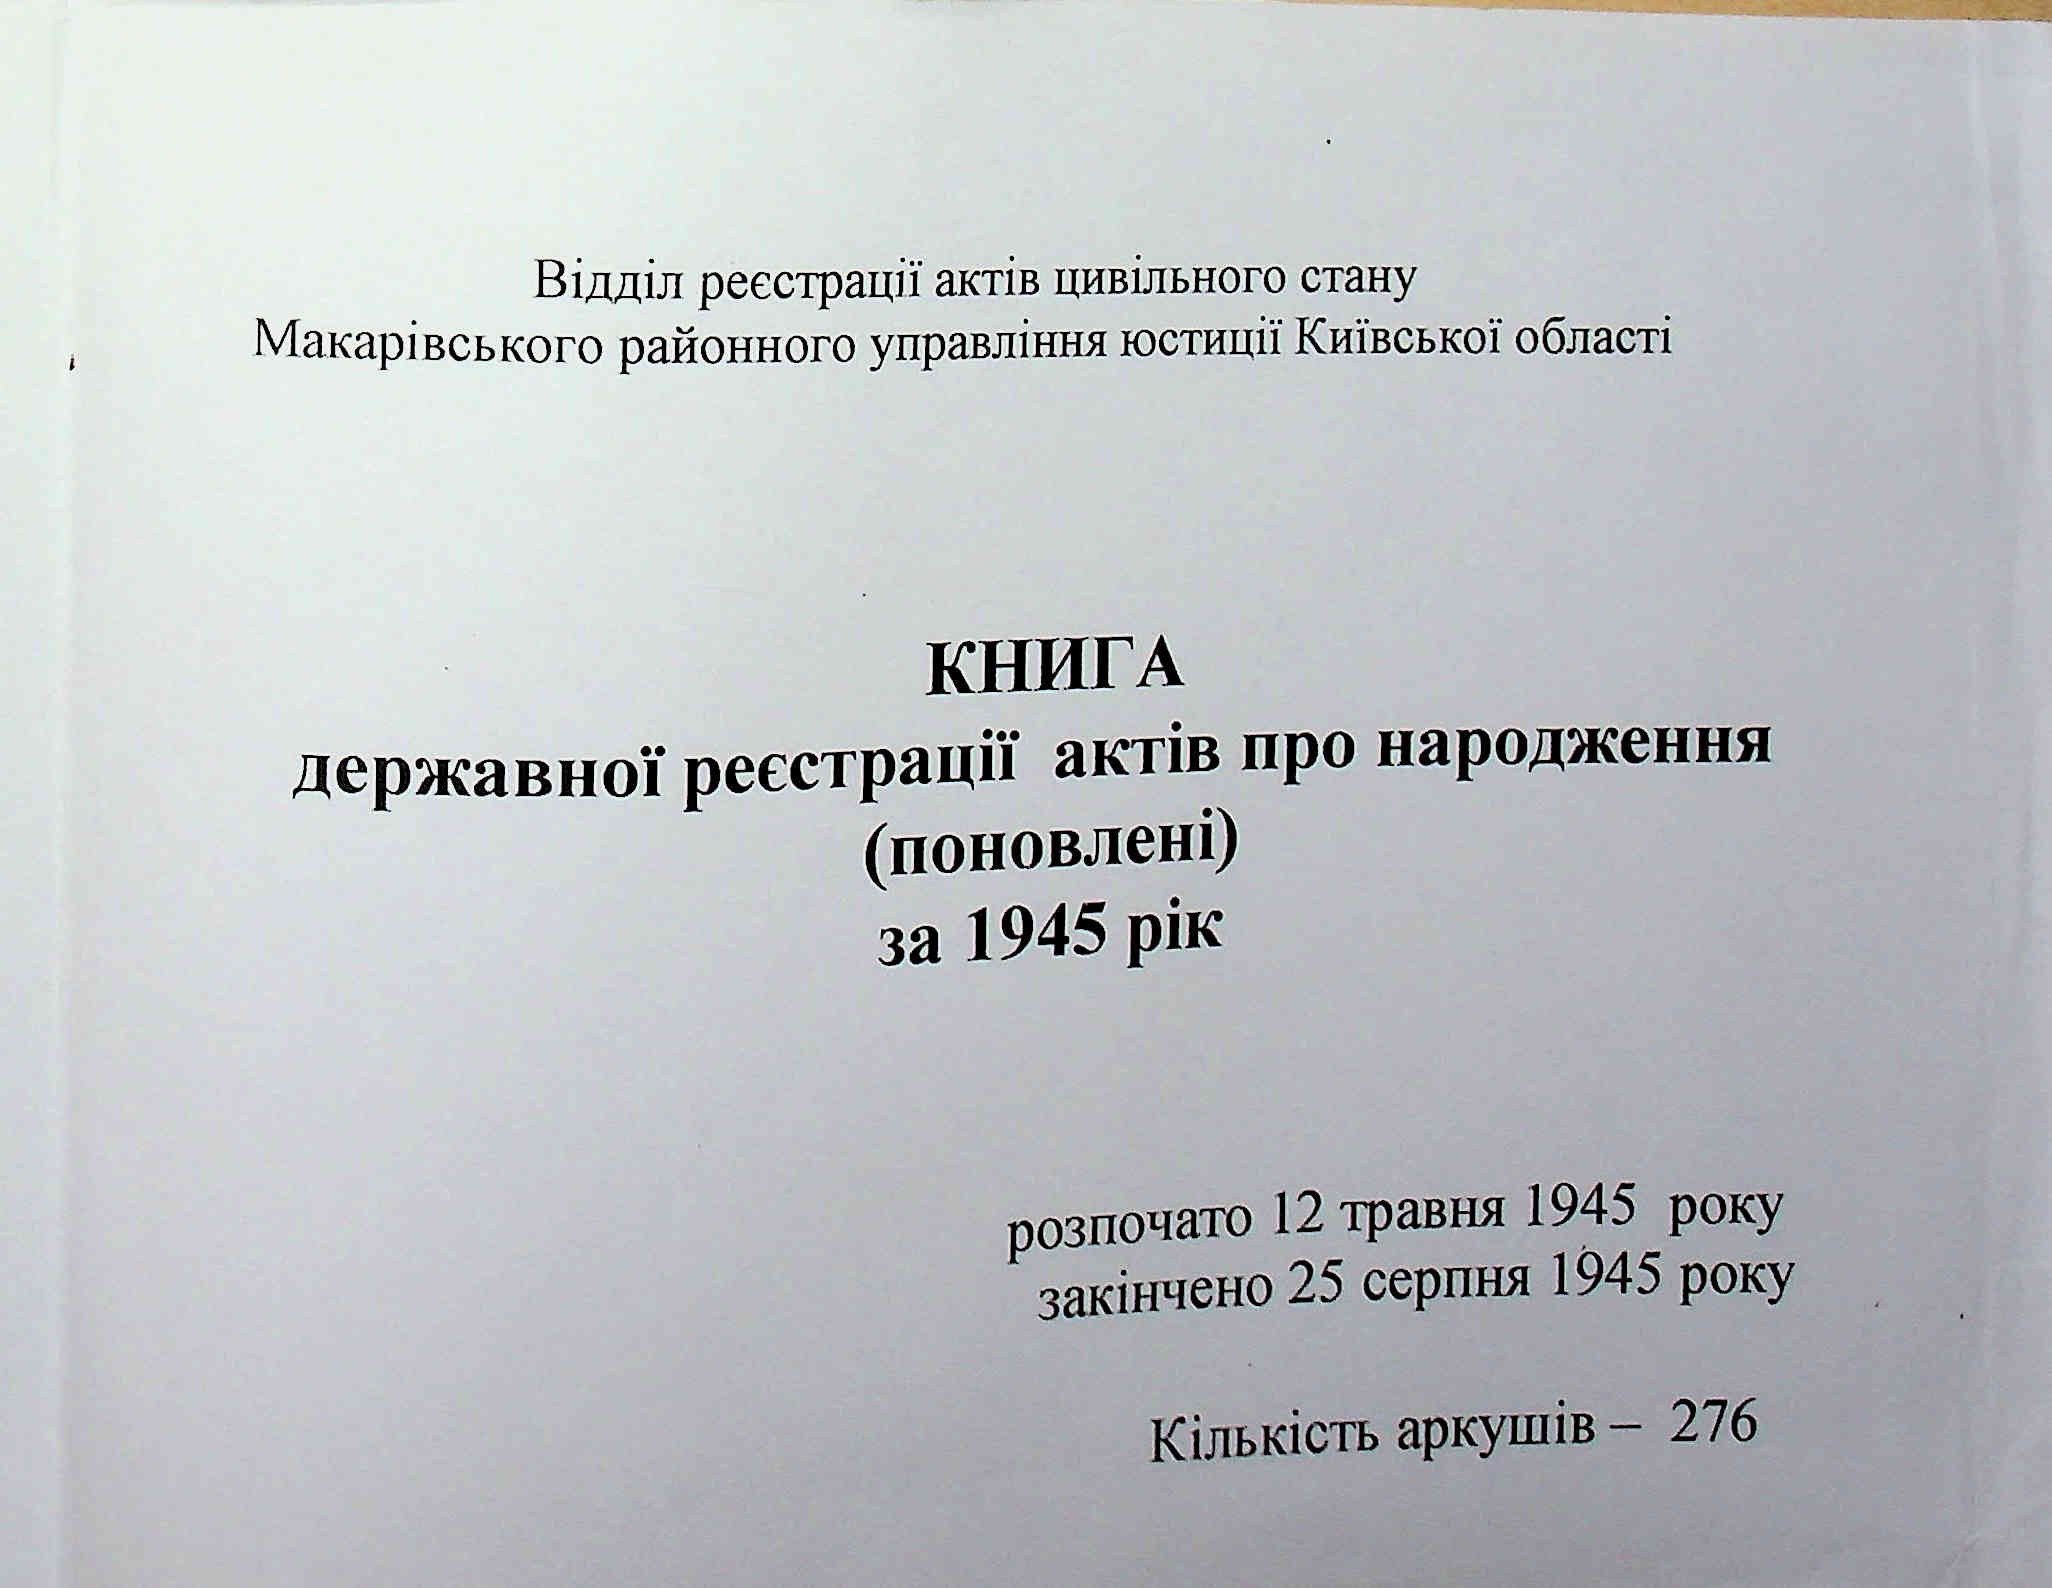 Відділ реєстрації актів цивільного стану
Макарівського районного управління юстиції Київської області
КНИГА
державної реєстрації актів про народження
(поновлені)
за 1945 рік
розпочато 12 травня 1945 року
закінчено 25 серпня 1945 року
Кількість аркушів – 276